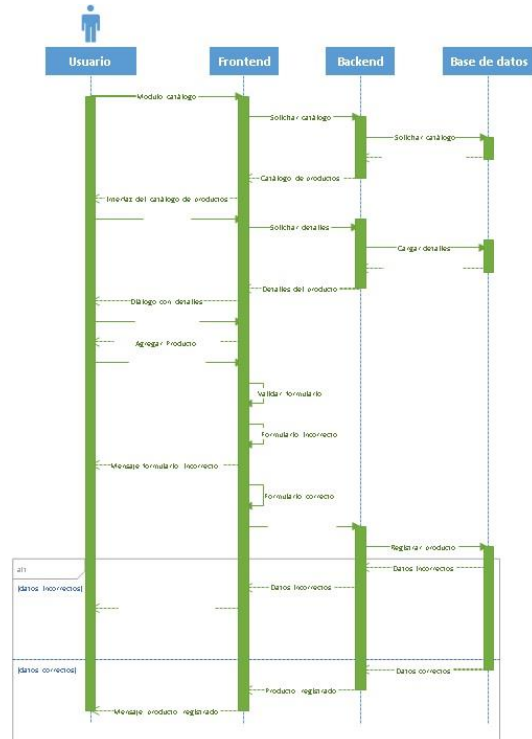 Usuario
Frontend
Backend
Base de datos
Modulo catálogo
Solicitar catálogo
Solicitar catálogo
Catálogo de productos
Interfaz del catálogo de productos
Solicitar detalles
Cargar detalles
Detalles del producto
Diálogo con detalles
Agregar Producto
Validar formulario
Formulario incorrecto
Mensaje formulario incorrecto
Formulario correcto
Registrar producto
alt
[datos incorrectos]
Datos incorrectos
Datos incorrectos
[datos correctos]
Datos correctos
Producto registrado
Mensaje producto registrado